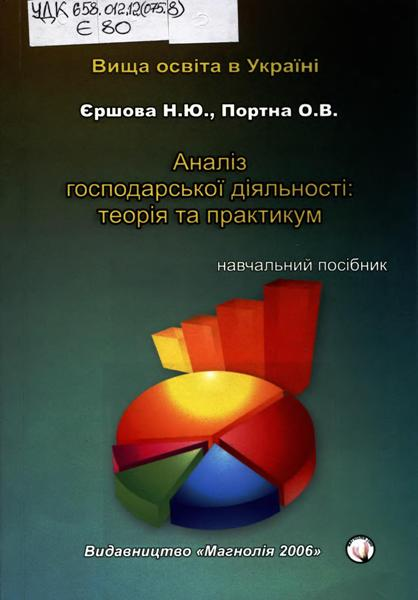 УДК 658.012.12(075.8)
Є 80
Вища освіта в Україні
Єршова Н.Ю., Портна О.В.
Аналіз
господарської діяльності:
теорія та практикум
навчальний посібник
Видавництво «Магнолія 2006»